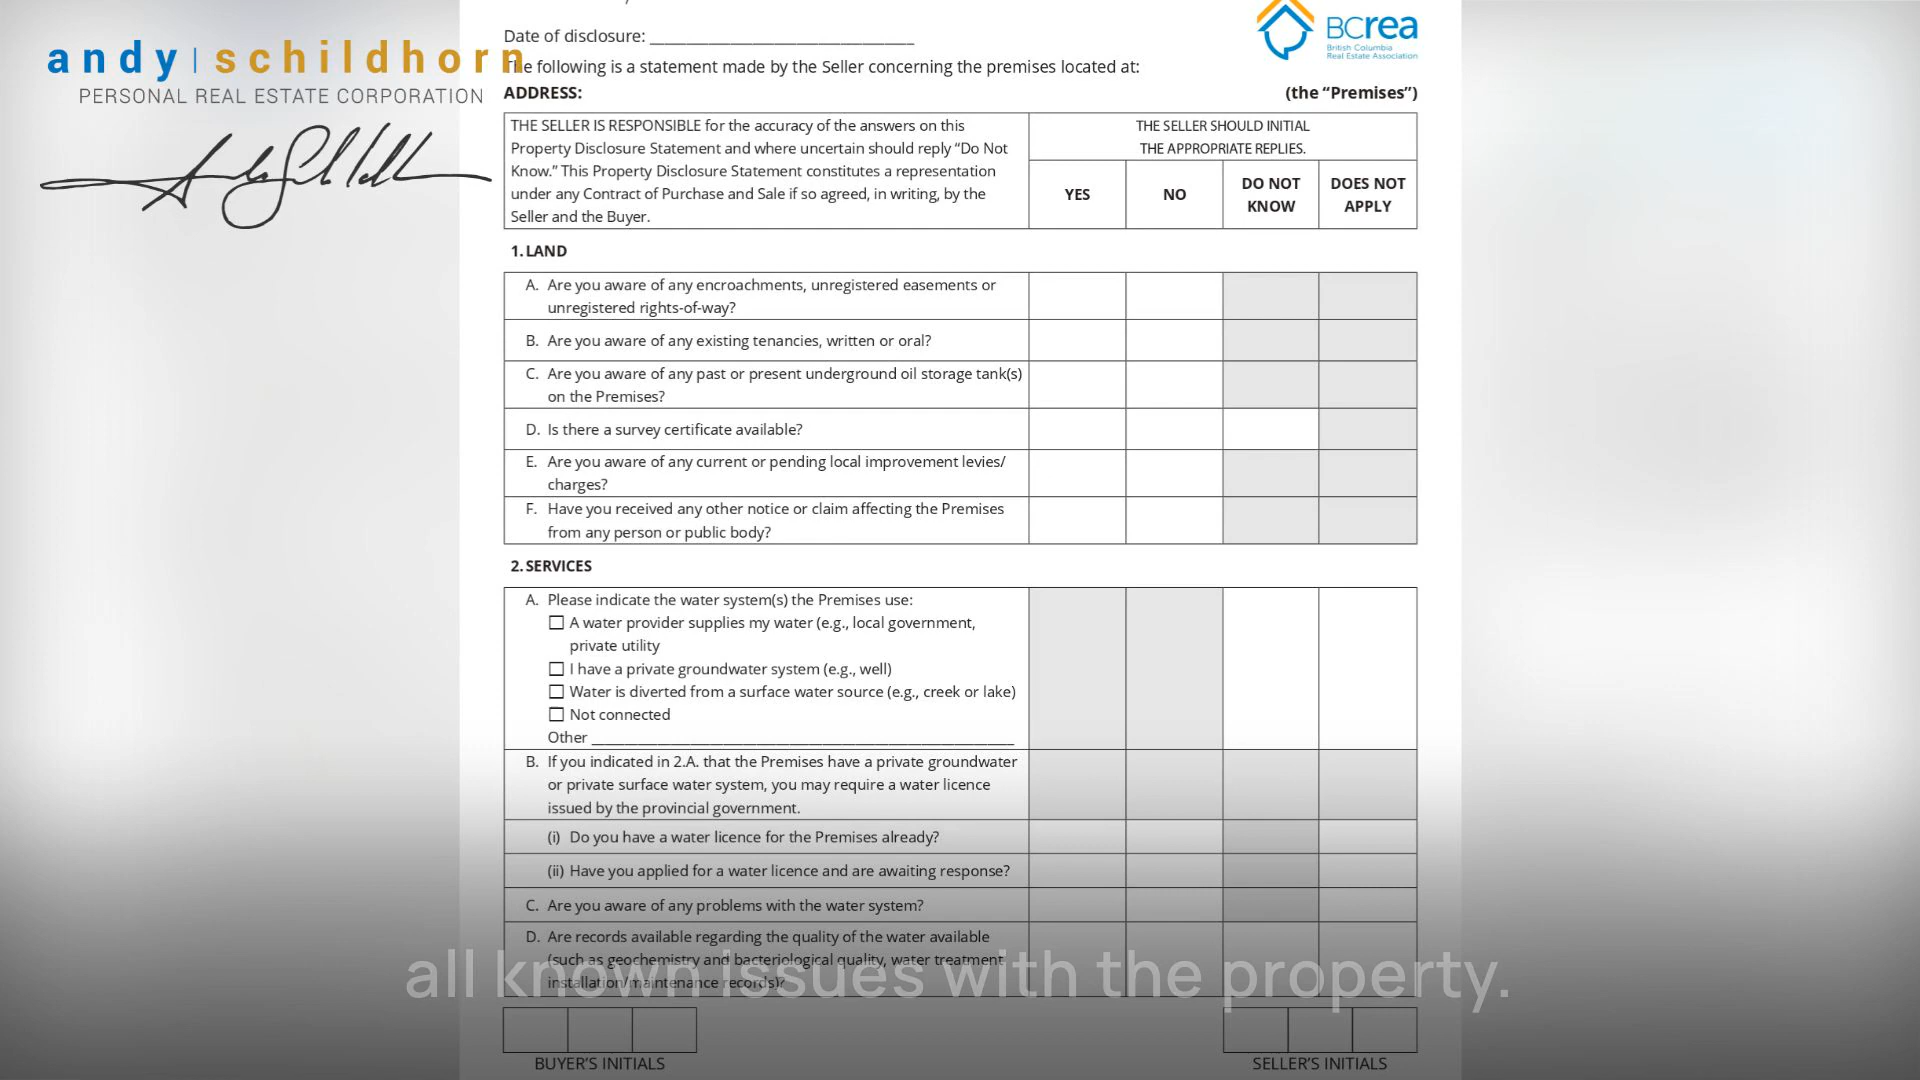 andy | schildhorn
PERSONAL REAL ESTATE CORPORATION
Date of disclosure: ______________________________
BCrea
British Columbia
Real Estate Association
The following is a statement made by the Seller concerning the premises located at:
ADDRESS: (the “Premises”)
THE SELLER IS RESPONSIBLE for the accuracy of the answers on this
Property Disclosure Statement and where uncertain should reply “Do Not
Know.” This Property Disclosure Statement constitutes a representation
under any Contract of Purchase and Sale if so agreed, in writing, by the
Seller and the Buyer.
THE SELLER SHOULD INITIAL
THE APPROPRIATE REPLIES.
YES NO DO NOT KNOW DOES NOT APPLY
1. LAND
A. Are you aware of any encroachments, unregistered easements or
unregistered rights-of-way?
B. Are you aware of any existing tenancies, written or oral?
C. Are you aware of any past or present underground oil storage tank(s)
on the Premises?
D. Is there a survey certificate available?
E. Are you aware of any current or pending local improvement levies/
charges?
F. Have you received any other notice or claim affecting the Premises
from any person or public body?
2. SERVICES
A. Please indicate the water system(s) the Premises use:
☐ A water provider supplies my water (e.g., local government,
private utility
☐ I have a private groundwater system (e.g., well)
☐ Water is diverted from a surface water source (e.g., creek or lake)
☐ Not connected
Other ______________________________
B. If you indicated in 2.A. that the Premises have a private groundwater
or private surface water system, you may require a water licence
issued by the provincial government.
(i) Do you have a water licence for the Premises already?
(ii) Have you applied for a water licence and are awaiting response?
C. Are you aware of any problems with the water system?
D. Are records available regarding the quality of the water available
(such as geochemistry and bacteriological quality, water treatment
installation/maintenance records)?
all known issues with the property.
BUYER’S INITIALS SELLER’S INITIALS